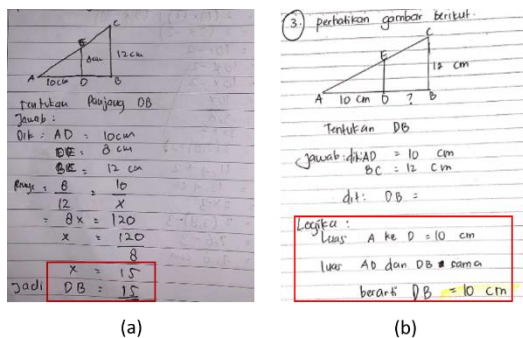 C
E
8cm
12 cm
A 10cm D B
Tentukan Panjang DB
Jawab :
Dik : AD = 10cm
DE = 8 cm
BC = 12 cm
8 = 10
12 x
= 8x = 120
x = 120
8
x = 15
Jadi DB = 15
(a)
3. perhatikan gambar berikut.
C
E
12 cm
A 10 cm D ? B
Tentukan DB
Jawab : dik: AD = 10 cm
BC = 12 cm
dit : DB =
Logika :
Luas A ke D = 10 cm
luas AD dan DB sama
berarti DB = 10 cm
(b)